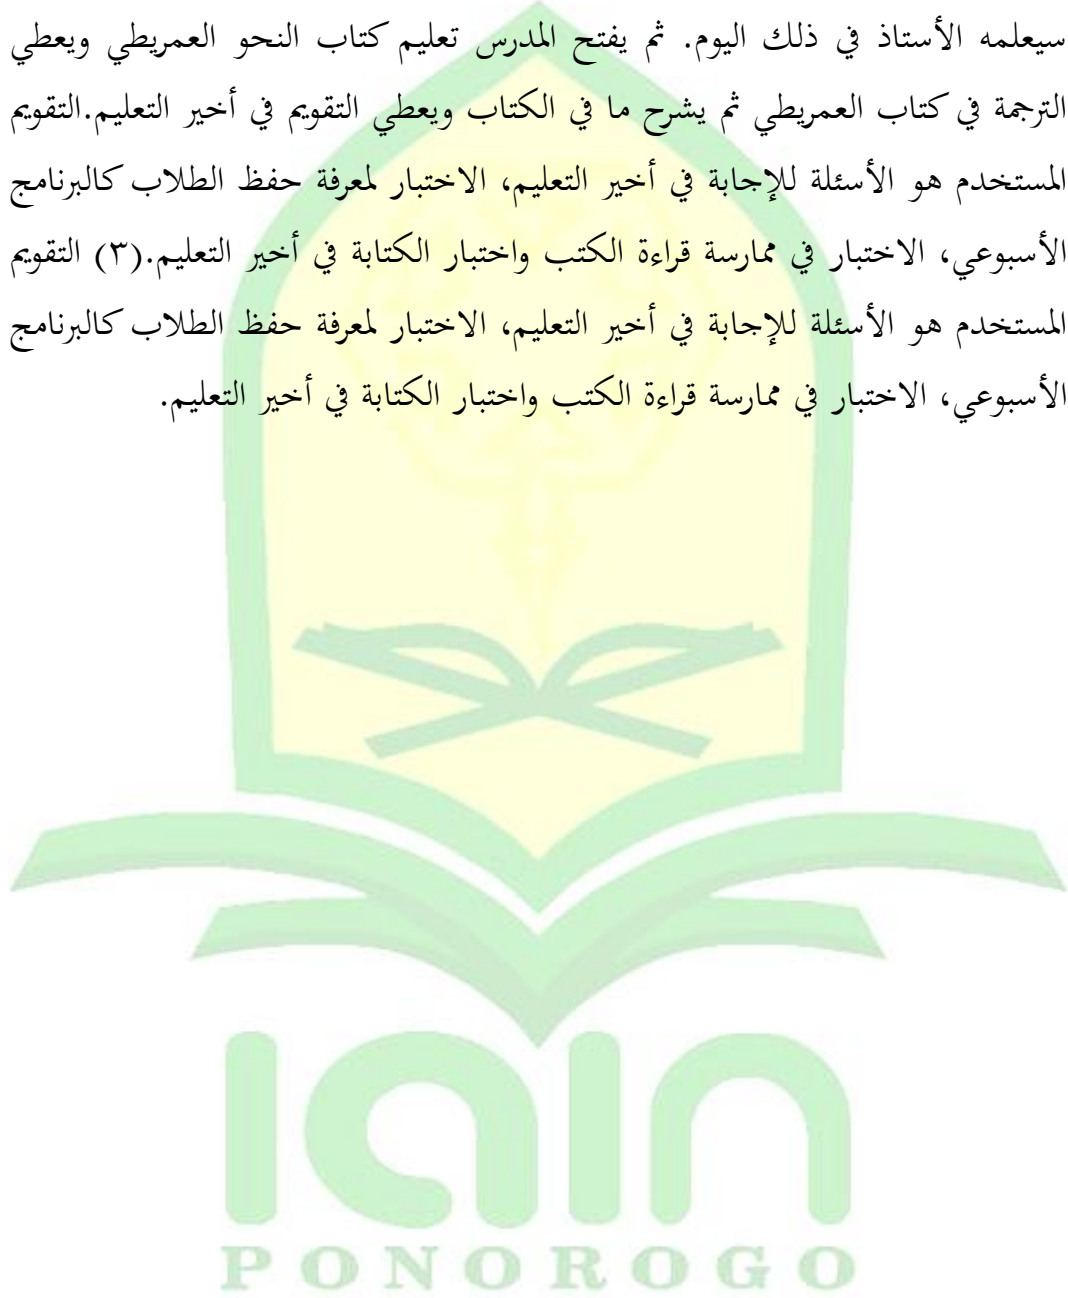 سيعلمه الأستاذ في ذلك اليوم. ثم يفتح المدرس تعليم كتاب النحو العمريطي ويعطي
الترجمة في كتاب العمريطي ثم يشرح ما في الكتاب ويعطي التقويم في أخير التعليم.التقويم
المستخدم هو الأسئلة للإجابة في أخير التعليم، الاختبار لمعرفة حفظ الطلاب كالبرنامج
الأسبوعي، الاختبار في ممارسة قراءة الكتب واختبار الكتابة في أخير التعليم.(٣) التقويم
المستخدم هو الأسئلة للإجابة في أخير التعليم، الاختبار لمعرفة حفظ الطلاب كالبرنامج
الأسبوعي، الاختبار في ممارسة قراءة الكتب واختبار الكتابة في أخير التعليم.
iain
PONOROGO